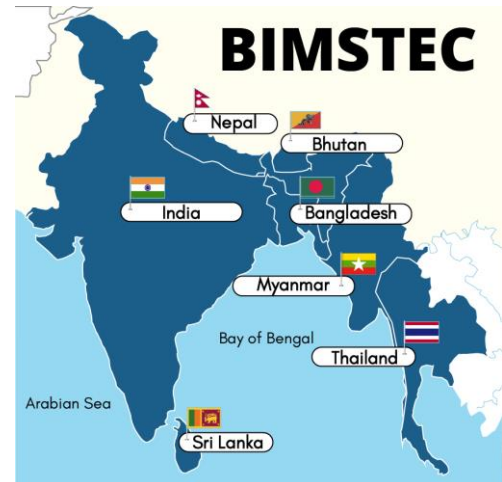 BIMSTEC
Nepal
Bhutan
India
Bangladesh
Myanmar
Bay of Bengal
Thailand
Arabian Sea
Sri Lanka